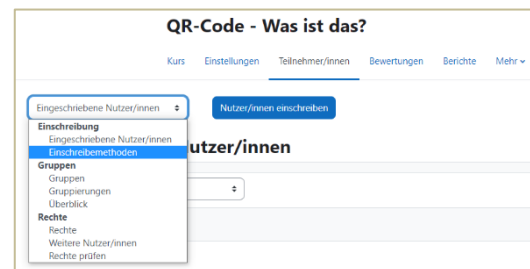 QR-Code - Was ist das?
Kurs Einstellungen Teilnehmer/innen Bewertungen Berichte Mehr
Eingeschriebene Nutzer/innen Nutzer/innen einschreiben
Einschreibung
Eingeschriebene Nutzer/innen
Einschreibemethoden
utzer/innen
Gruppen
Gruppen
Gruppierungen
Überblick
Rechte
Rechte
Weitere Nutzer/innen
Rechte prüfen